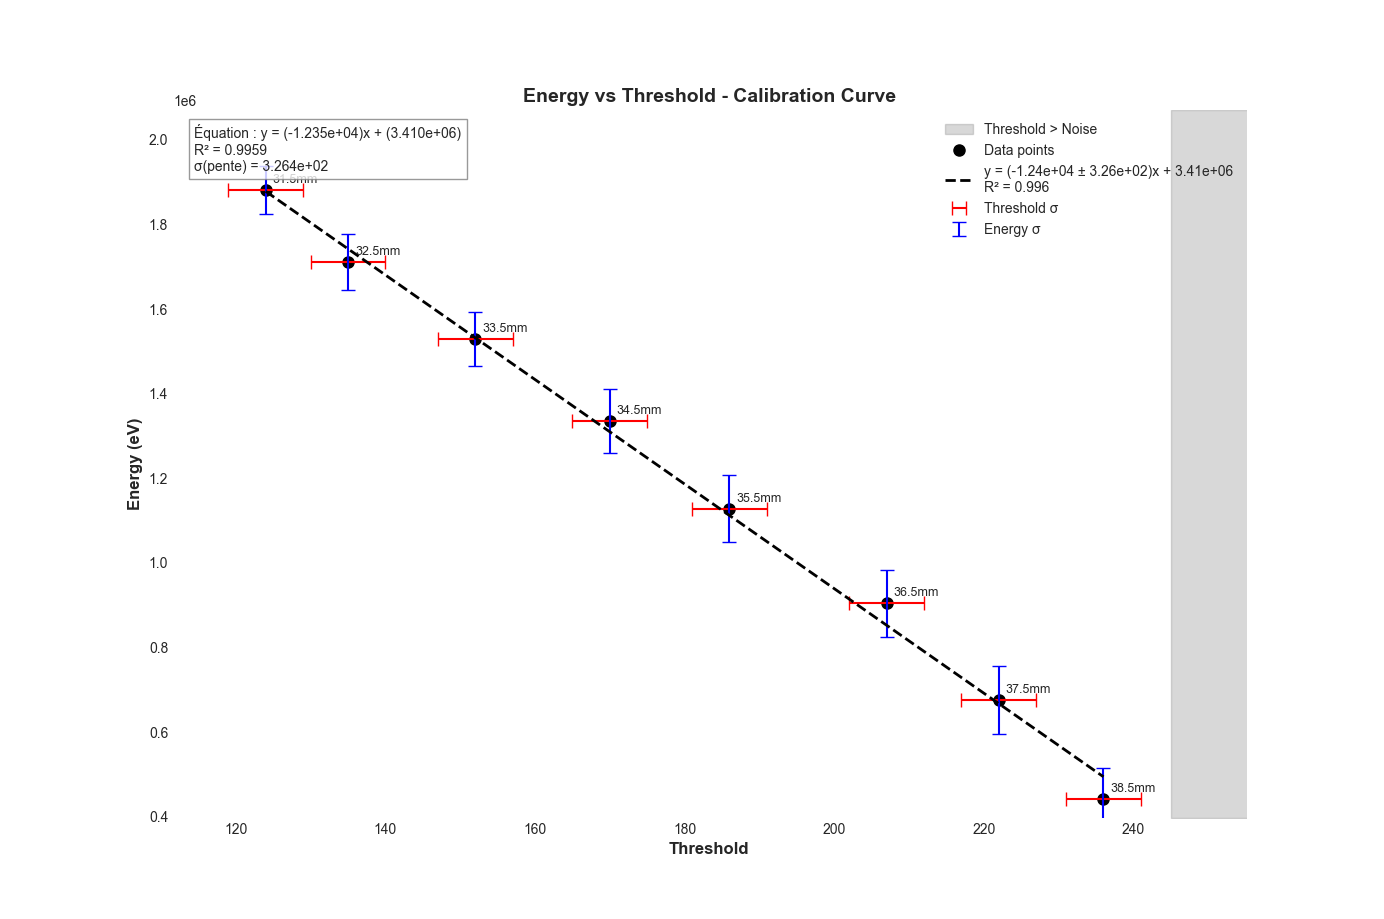 Energy vs Threshold - Calibration Curve
1e6
Équation : y = (-1.235e+04)x + (3.410e+06)
R² = 0.9959
σ(pente) = 3.264e+02
Threshold > Noise
Data points
y = (-1.24e+04 ± 3.26e+02)x + 3.41e+06
R² = 0.996
Threshold σ
Energy σ
31.5mm
32.5mm
33.5mm
34.5mm
35.5mm
36.5mm
37.5mm
38.5mm
2.0
1.8
1.6
1.4
1.2
1.0
0.8
0.6
0.4
Energy (eV)
120 140 160 180 200 220 240
Threshold